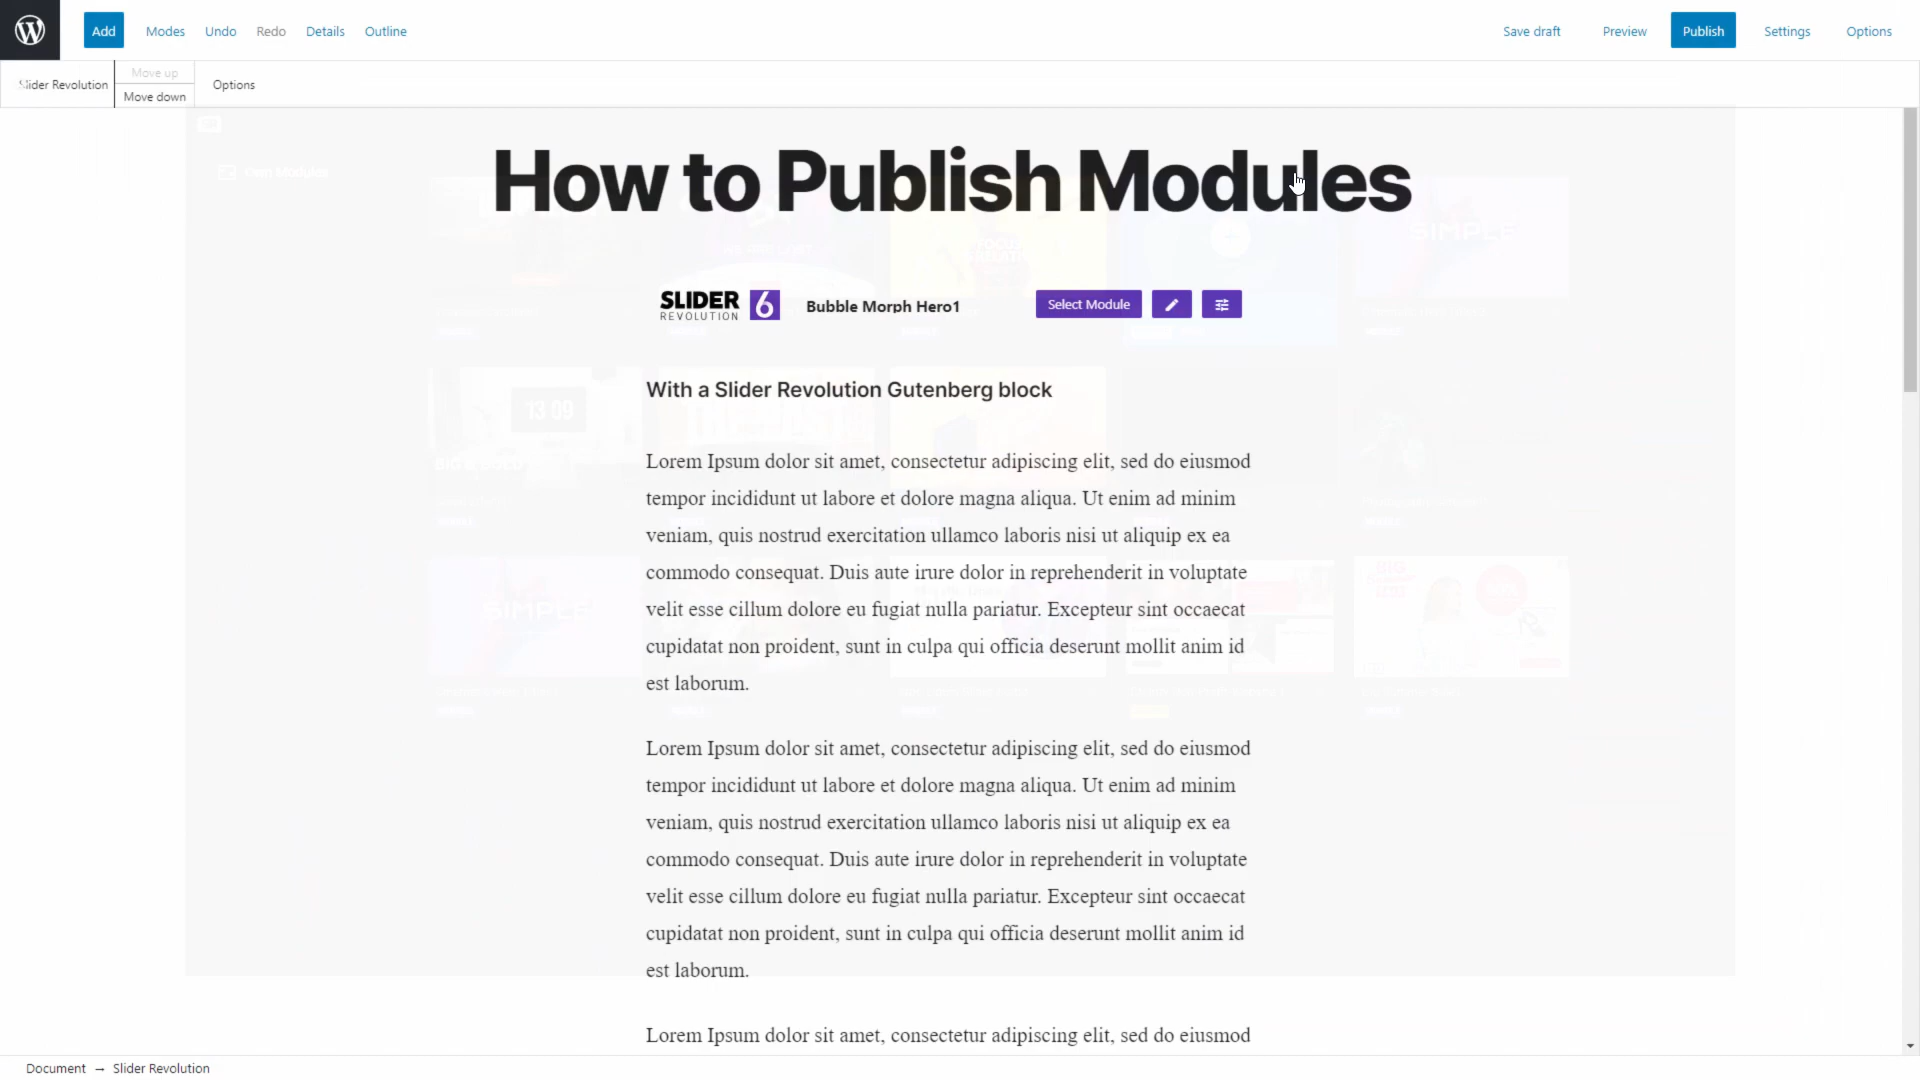 Add Modes Undo Redo Details Outline Save draft Preview Publish Settings Options
Slider Revolution Move up Options
Move down
How to Publish Modules
SLIDER REVOLUTION 6 Bubble Morph Hero1 Select Module
With a Slider Revolution Gutenberg block
Lorem Ipsum dolor sit amet, consectetur adipiscing elit, sed do eiusmod
tempor incididunt ut labore et dolore magna aliqua. Ut enim ad minim
veniam, quis nostrud exercitation ullamco laboris nisi ut aliquip ex ea
commodo consequat. Duis aute irure dolor in reprehenderit in voluptate
velit esse cillum dolore eu fugiat nulla pariatur. Excepteur sint occaecat
cupidatat non proident, sunt in culpa qui officia deserunt mollit anim id
est laborum.
Lorem Ipsum dolor sit amet, consectetur adipiscing elit, sed do eiusmod
tempor incididunt ut labore et dolore magna aliqua. Ut enim ad minim
veniam, quis nostrud exercitation ullamco laboris nisi ut aliquip ex ea
commodo consequat. Duis aute irure dolor in reprehenderit in voluptate
velit esse cillum dolore eu fugiat nulla pariatur. Excepteur sint occaecat
cupidatat non proident, sunt in culpa qui officia deserunt mollit anim id
est laborum.
Lorem Ipsum dolor sit amet, consectetur adipiscing elit, sed do eiusmod
Document → Slider Revolution
SIMPLE
13 09
SIMPLE